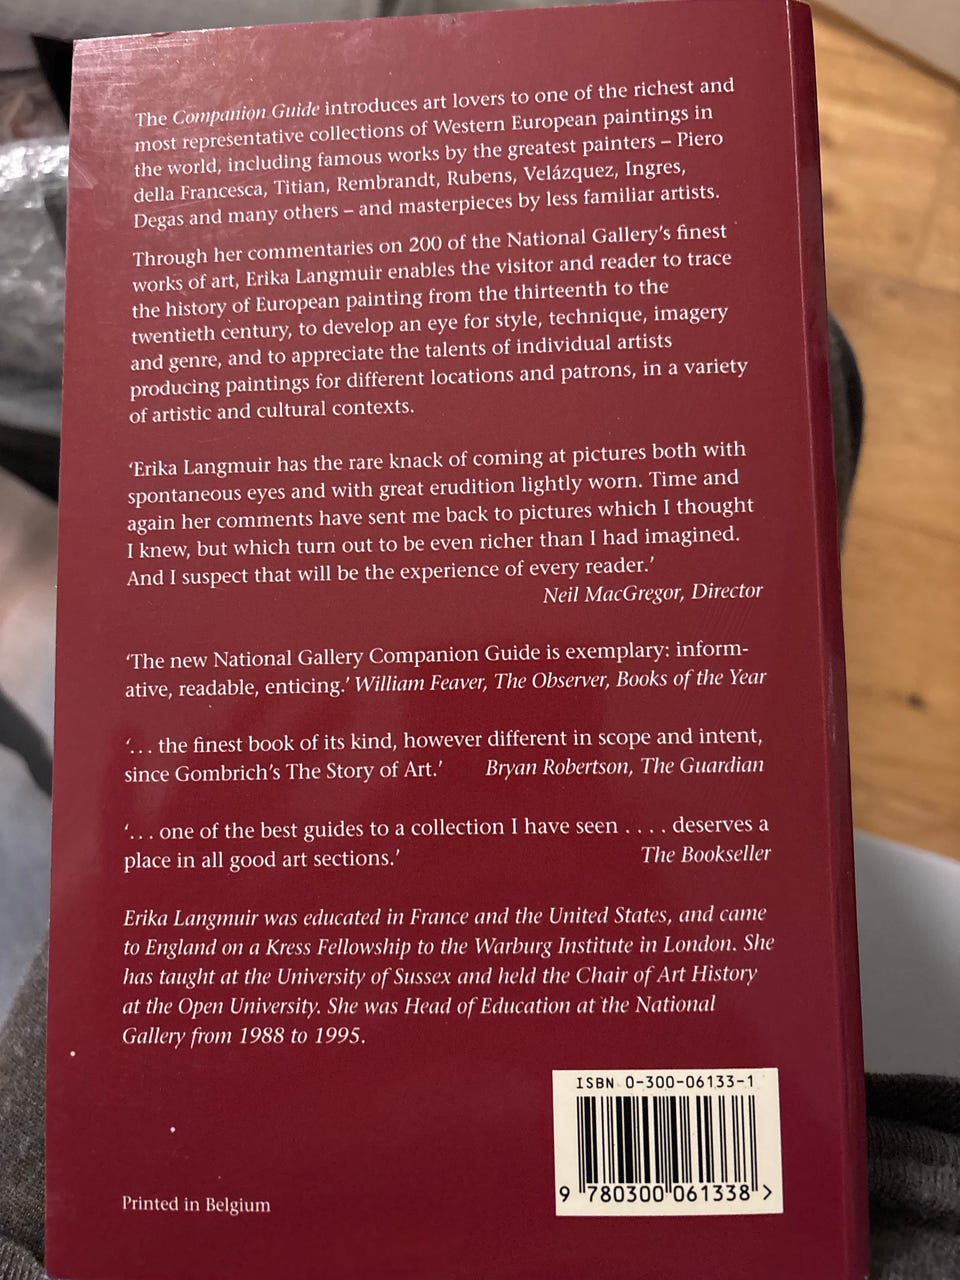 The Companion Guide introduces art lovers to one of the richest and
most representative collections of Western European paintings in
the world, including famous works by the greatest painters – Piero
della Francesca, Titian, Rembrandt, Rubens, Velázquez, Ingres,
Degas and many others – and masterpieces by less familiar artists.
Through her commentaries on 200 of the National Gallery's finest
works of art, Erika Langmuir enables the visitor and reader to trace
the history of European painting from the thirteenth to the
twentieth century, to develop an eye for style, technique, imagery
and genre, and to appreciate the talents of individual artists
producing paintings for different locations and patrons, in a variety
of artistic and cultural contexts.
‘Erika Langmuir has the rare knack of coming at pictures both with
spontaneous eyes and with great erudition lightly worn. Time and
again her comments have sent me back to pictures which I thought
I knew, but which turn out to be even richer than I had imagined.
And I suspect that will be the experience of every reader.’
Neil MacGregor, Director
‘The new National Gallery Companion Guide is exemplary: inform-
ative, readable, enticing.’ William Feaver, The Observer, Books of the Year
‘. . . the finest book of its kind, however different in scope and intent,
since Gombrich's The Story of Art.’ Bryan Robertson, The Guardian
‘. . . one of the best guides to a collection I have seen . . . . deserves a
place in all good art sections.’ The Bookseller
Erika Langmuir was educated in France and the United States, and came
to England on a Kress Fellowship to the Warburg Institute in London. She
has taught at the University of Sussex and held the Chair of Art History
at the Open University. She was Head of Education at the National
Gallery from 1988 to 1995.
ISBN 0-300-06133-1
9 780300 061338 >
Printed in Belgium